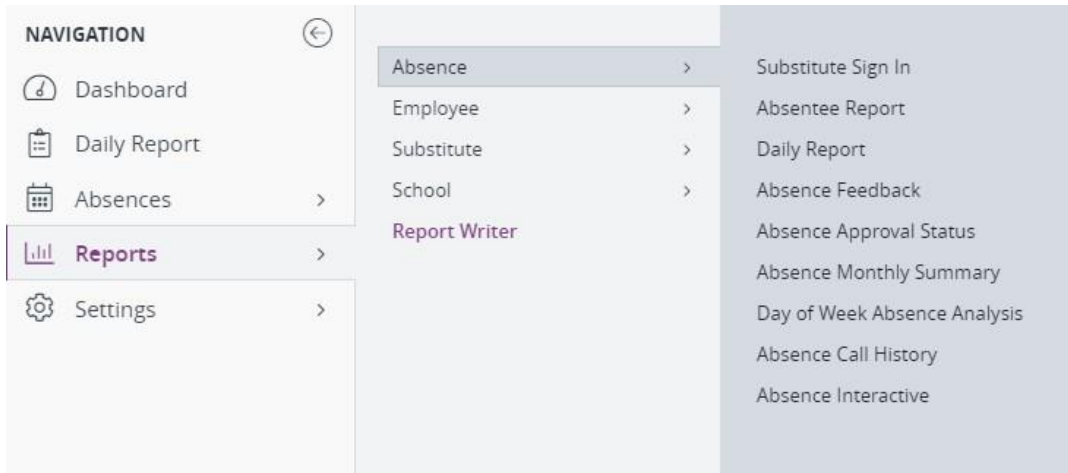 NAVIGATION
Dashboard
Daily Report
Absences
Reports
Settings
Absence
Employee
Substitute
School
Report Writer
Substitute Sign In
Absentee Report
Daily Report
Absence Feedback
Absence Approval Status
Absence Monthly Summary
Day of Week Absence Analysis
Absence Call History
Absence Interactive